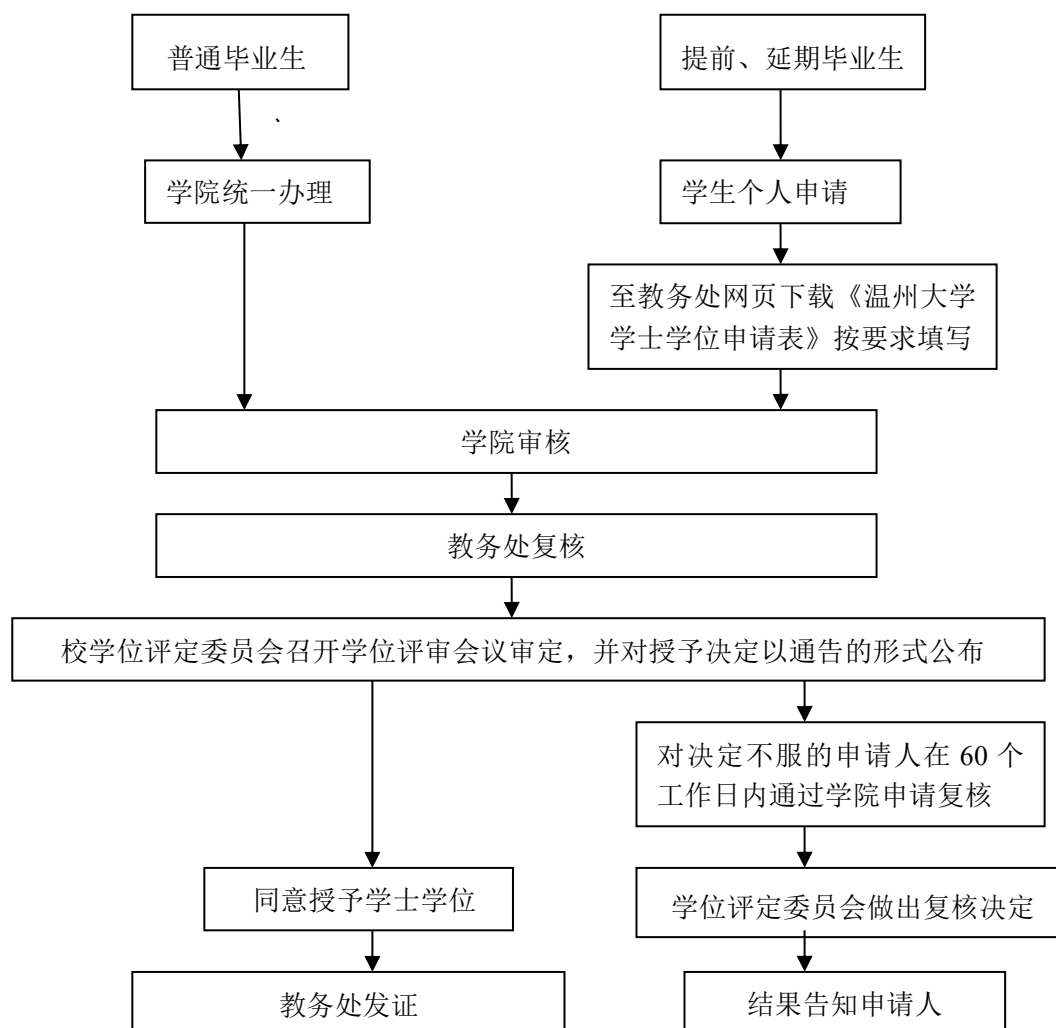 普通毕业生
提前、延期毕业生
、
学院统一办理
学生个人申请
至教务处网页下载《温州大学
学士学位申请表》按要求填写
学院审核
教务处复核
校学位评定委员会召开学位评审会议审定，并对授予决定以通告的形式公布
对决定不服的申请人在 60 个
工作日内通过学院申请复核
同意授予学士学位
学位评定委员会做出复核决定
教务处发证
结果告知申请人